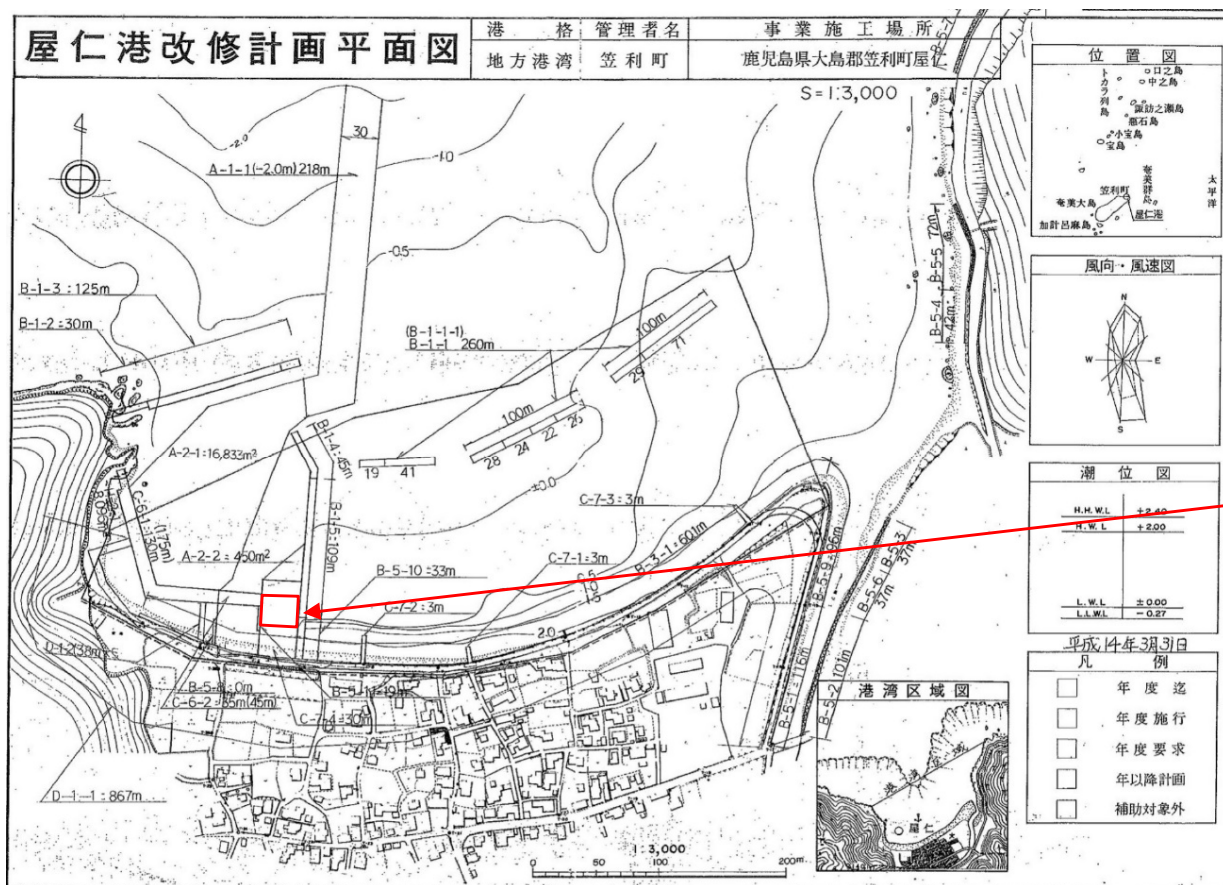 屋仁港改修計画平面図
港格
管理者名
事業施工場所
地方港湾
笠利町
鹿児島県大島郡笠利町屋仁
S=1:3,000
位置図
口之島
中之島
トカラ列島
諏訪之瀬島
悪石島
小宝島
宝島
奄美群島
太平洋
笠利町
奄美大島
屋仁港
加計呂麻島
風向・風速図
N
W
E
S
潮位図
H.H.W.L +2.40
H.W.L +2.00
L.W.L ±0.00
L.L.W.L -0.27
平成14年3月31日
凡例
年度迄
年度施行
年度要求
年以降計画
補助対象外
30
-2.0
-1.0
A-1-1(-2.0m)218m
-0.5
B-5-5 72m
B-5-4 42m
B-1-3:125m
B-1-2=30m
(B-1-1-1)
B-1-1 260m
100m
29
71
100m
28
24
22
26
19
41
B-1-4:45m
A-2-1:16,833m²
±0.0
C-7-3=3m
C-6-1:130m
(175m)
B-1-5:109m
A-2-2=450m²
C-7-1:3m
B-3-1:601m
B-5-10=33m
C-7-2=3m
B-5-9=96m
B-5-3
37m
B-5-6
37m
2.0
D-1-2(38m)
B-5-8=0m
B-5-11=19m
C-6-2=35m(45m)
C-7-4=30m
B-5-2 101m
D-1-1=867m
港湾区域図
屋仁
1:3,000
0
50
100
200m